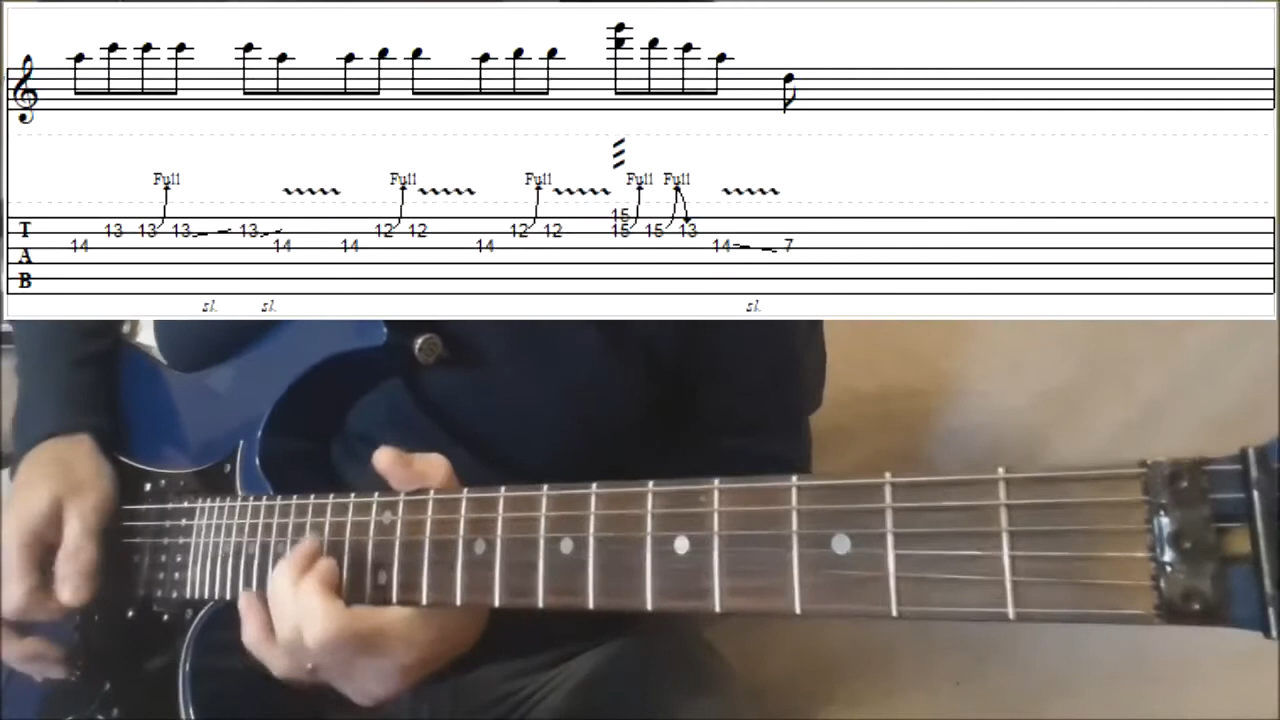 Full Full Full Full Full
15
T 13 13 13 13 12 12 12 12 15 15 13
14 14 14 14 14 7
A
B
sl. sl. sl.